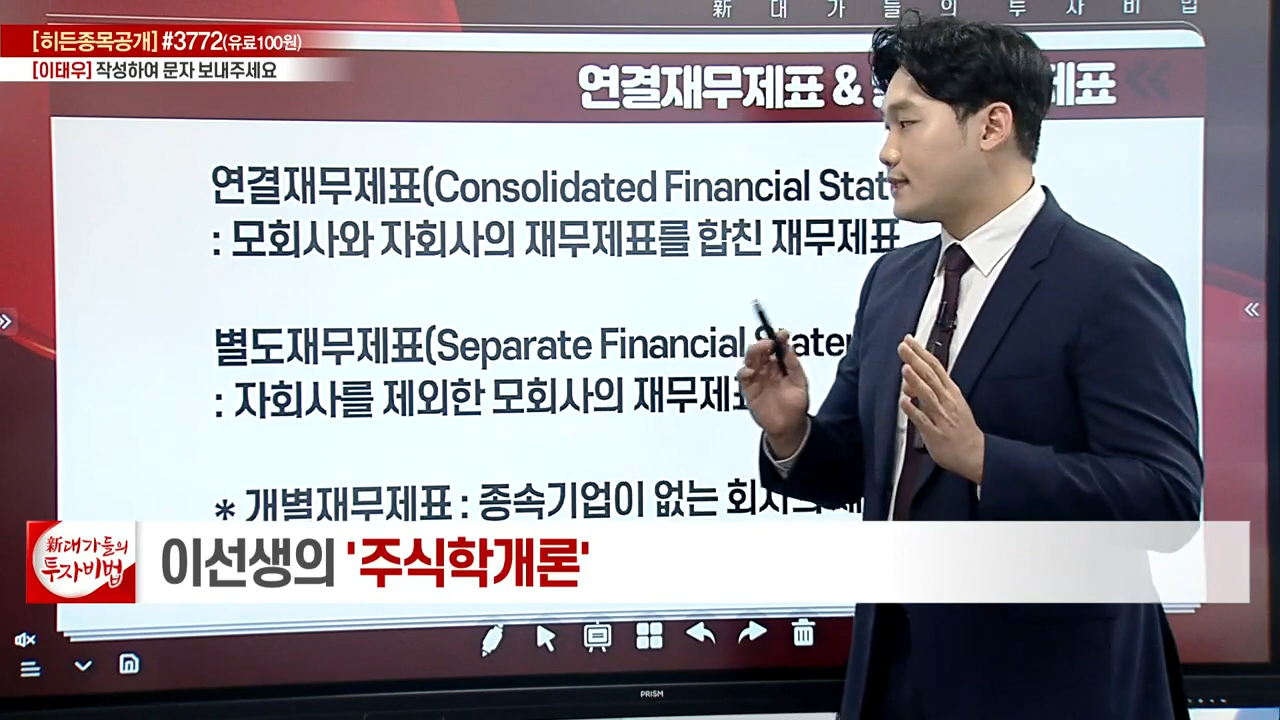 新 대 가 들 의 투 자 비 법
[히든종목공개] #3772(유료100원)
[이태우] 작성하여 문자 보내주세요
연결재무제표 & 제표
연결재무제표(Consolidated Financial Stat
: 모회사와 자회사의 재무제표를 합친 재무제표
별도재무제표(Separate Financial
: 자회사를 제외한 모회사의 재무제표
* 개별재무제표 : 종속기업이 없는 회사의
新대가들의
투자비법
이선생의 '주식학개론'
PRISM